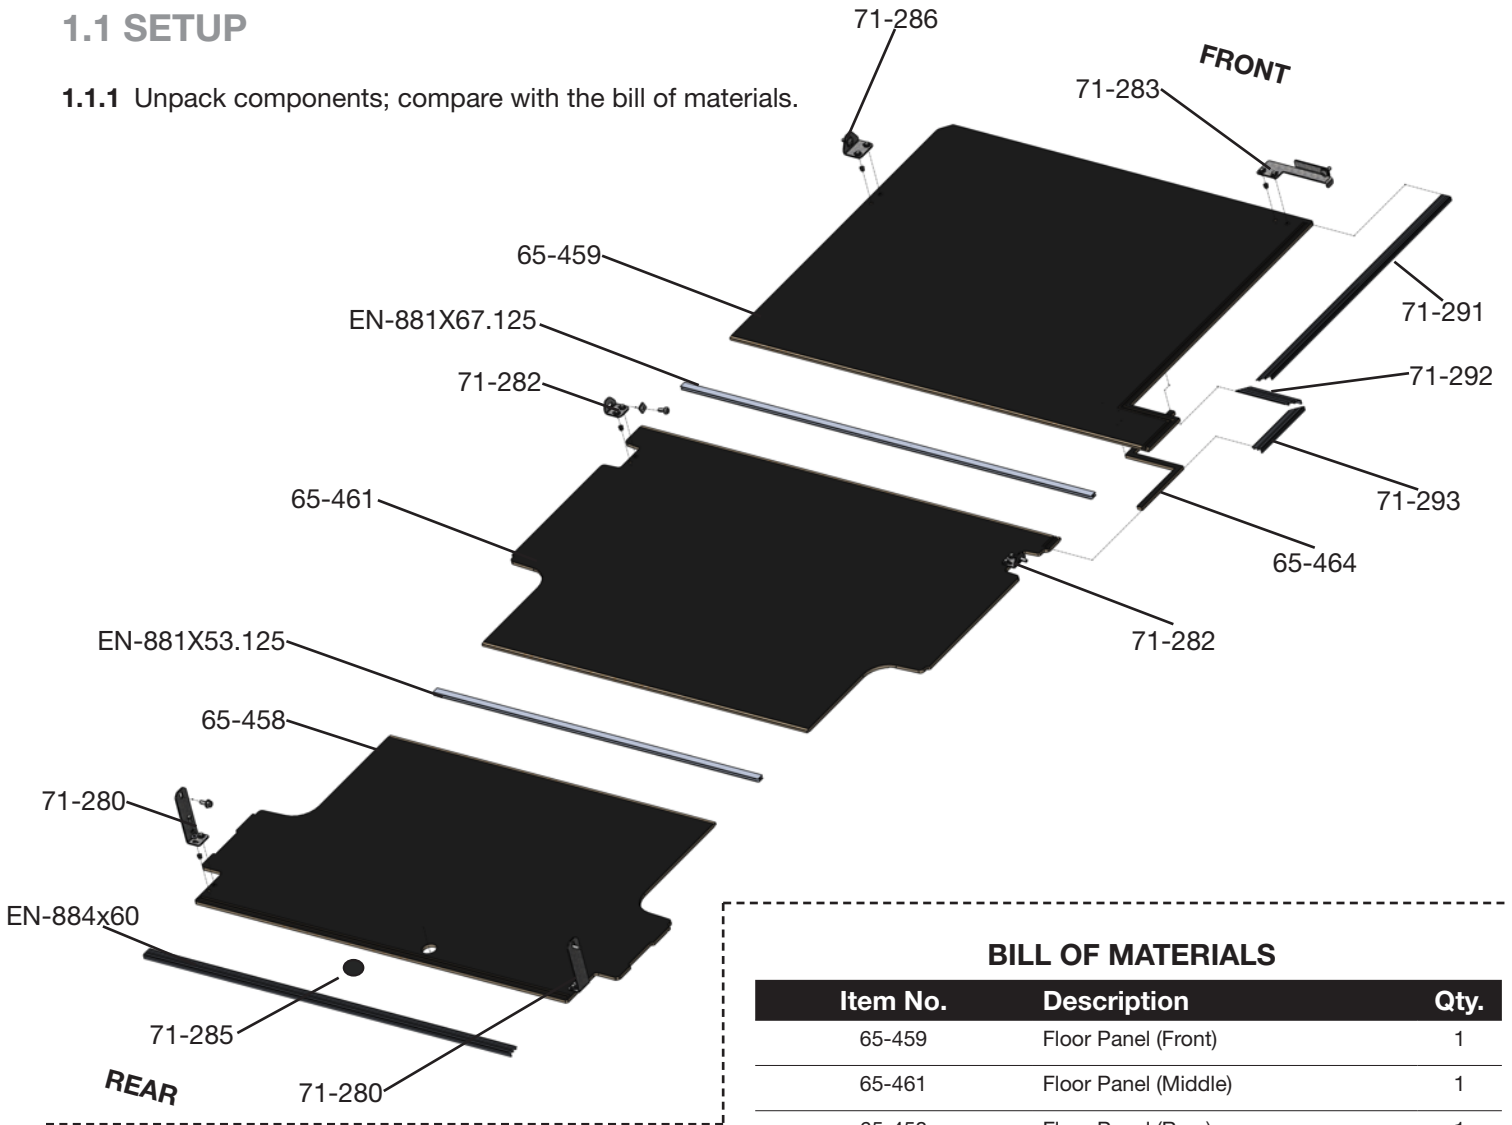 1.1 SETUP
1.1.1 Unpack components; compare with the bill of materials.
71-286
FRONT
71-283
65-459
71-291
EN-881X67.125
71-292
71-282
65-461
71-293
65-464
EN-881X53.125
71-282
65-458
71-280
EN-884x60
71-285
REAR
71-280
BILL OF MATERIALS
Item No. Description Qty.
65-459 Floor Panel (Front) 1
65-461 Floor Panel (Middle) 1